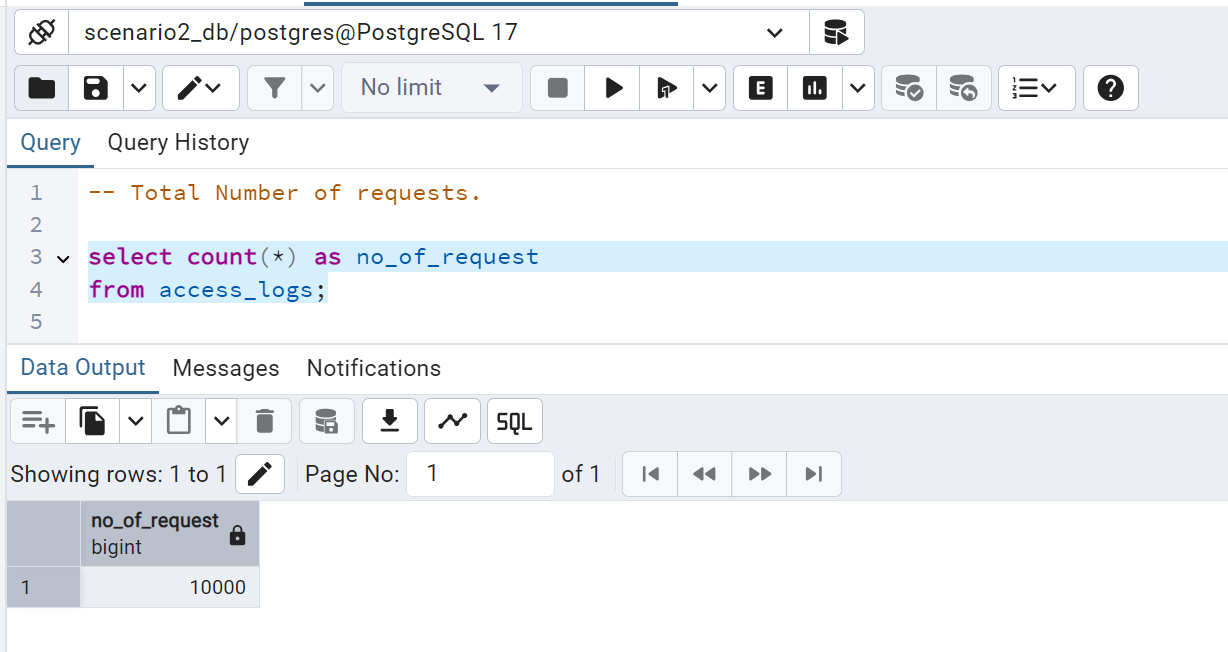 scenario2_db/postgres@PostgreSQL 17
No limit
E
Query Query History
1 -- Total Number of requests.
2
3 select count(*) as no_of_request
4 from access_logs;
5
Data Output Messages Notifications
SQL
Showing rows: 1 to 1 Page No: 1 of 1
no_of_request
bigint
1 10000